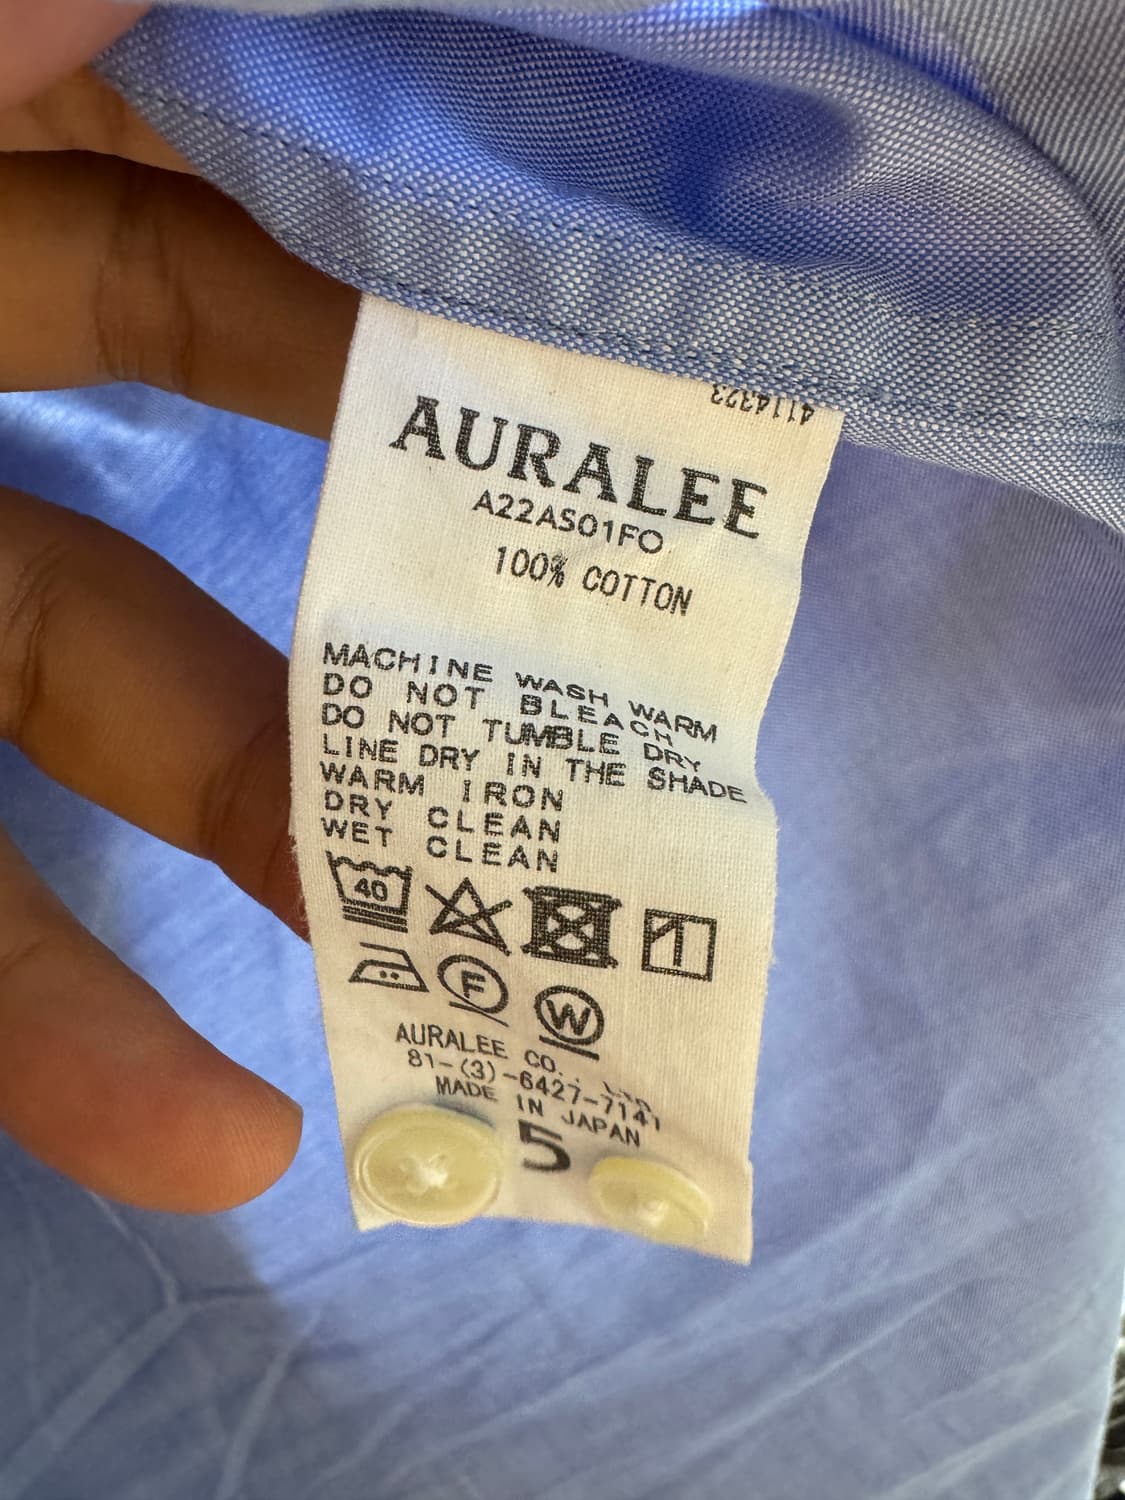 4114323
AURALEE
A22AS01FO
100% COTTON
MACHINE WASH WARM
DO NOT BLEACH
DO NOT TUMBLE DRY
LINE DRY IN THE SHADE
WARM IRON
DRY CLEAN
WET CLEAN
40
F
W
AURALEE CO.,
81-(3)-6427-7141
MADE IN JAPAN
5